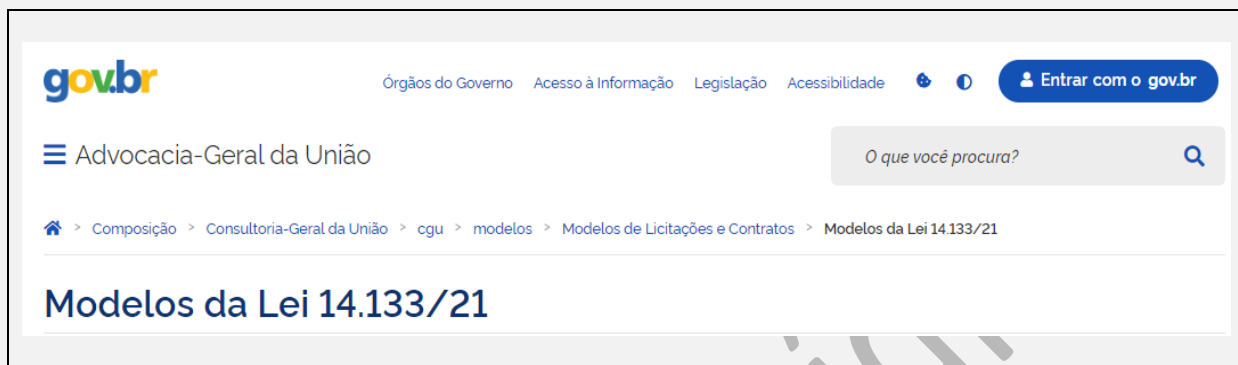 gov.br
Órgãos do Governo Acesso à Informação Legislação Acessibilidade Entrar com o gov.br
Advocacia-Geral da União O que você procura?
> Composição > Consultoria-Geral da União > cgu > modelos > Modelos de Licitações e Contratos > Modelos da Lei 14.133/21
Modelos da Lei 14.133/21